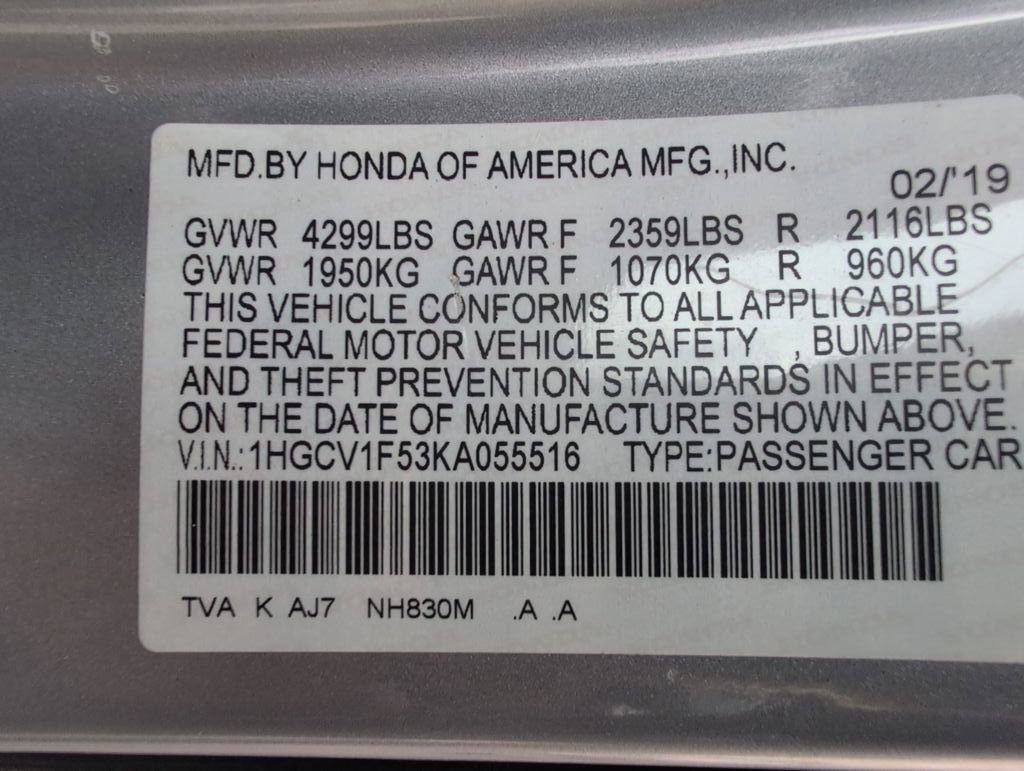 MFD.BY HONDA OF AMERICA MFG.,INC.
02/'19
GVWR 4299LBS GAWR F 2359LBS R 2116LBS
GVWR 1950KG GAWR F 1070KG R 960KG
THIS VEHICLE CONFORMS TO ALL APPLICABLE
FEDERAL MOTOR VEHICLE SAFETY , BUMPER,
AND THEFT PREVENTION STANDARDS IN EFFECT
ON THE DATE OF MANUFACTURE SHOWN ABOVE.
V.I.N.:1HGCV1F53KA055516 TYPE:PASSENGER CAR
TVA K AJ7 NH830M .A .A